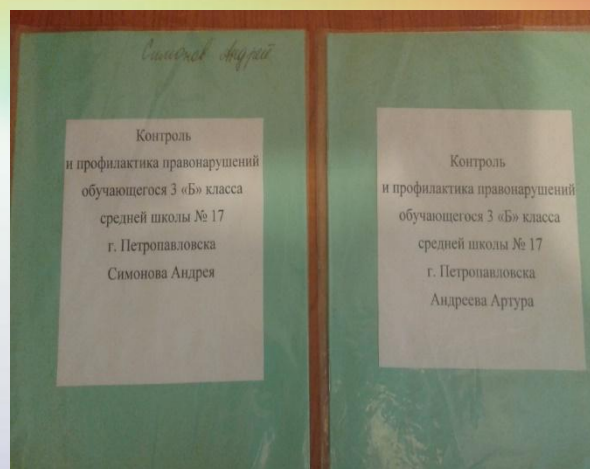 Симонов Андрей
Контроль
и профилактика правонарушений
обучающегося 3 «Б» класса
средней школы № 17
г. Петропавловска
Симонова Андрея
Контроль
и профилактика правонарушений
обучающегося 3 «Б» класса
средней школы № 17
г. Петропавловска
Андреева Артура